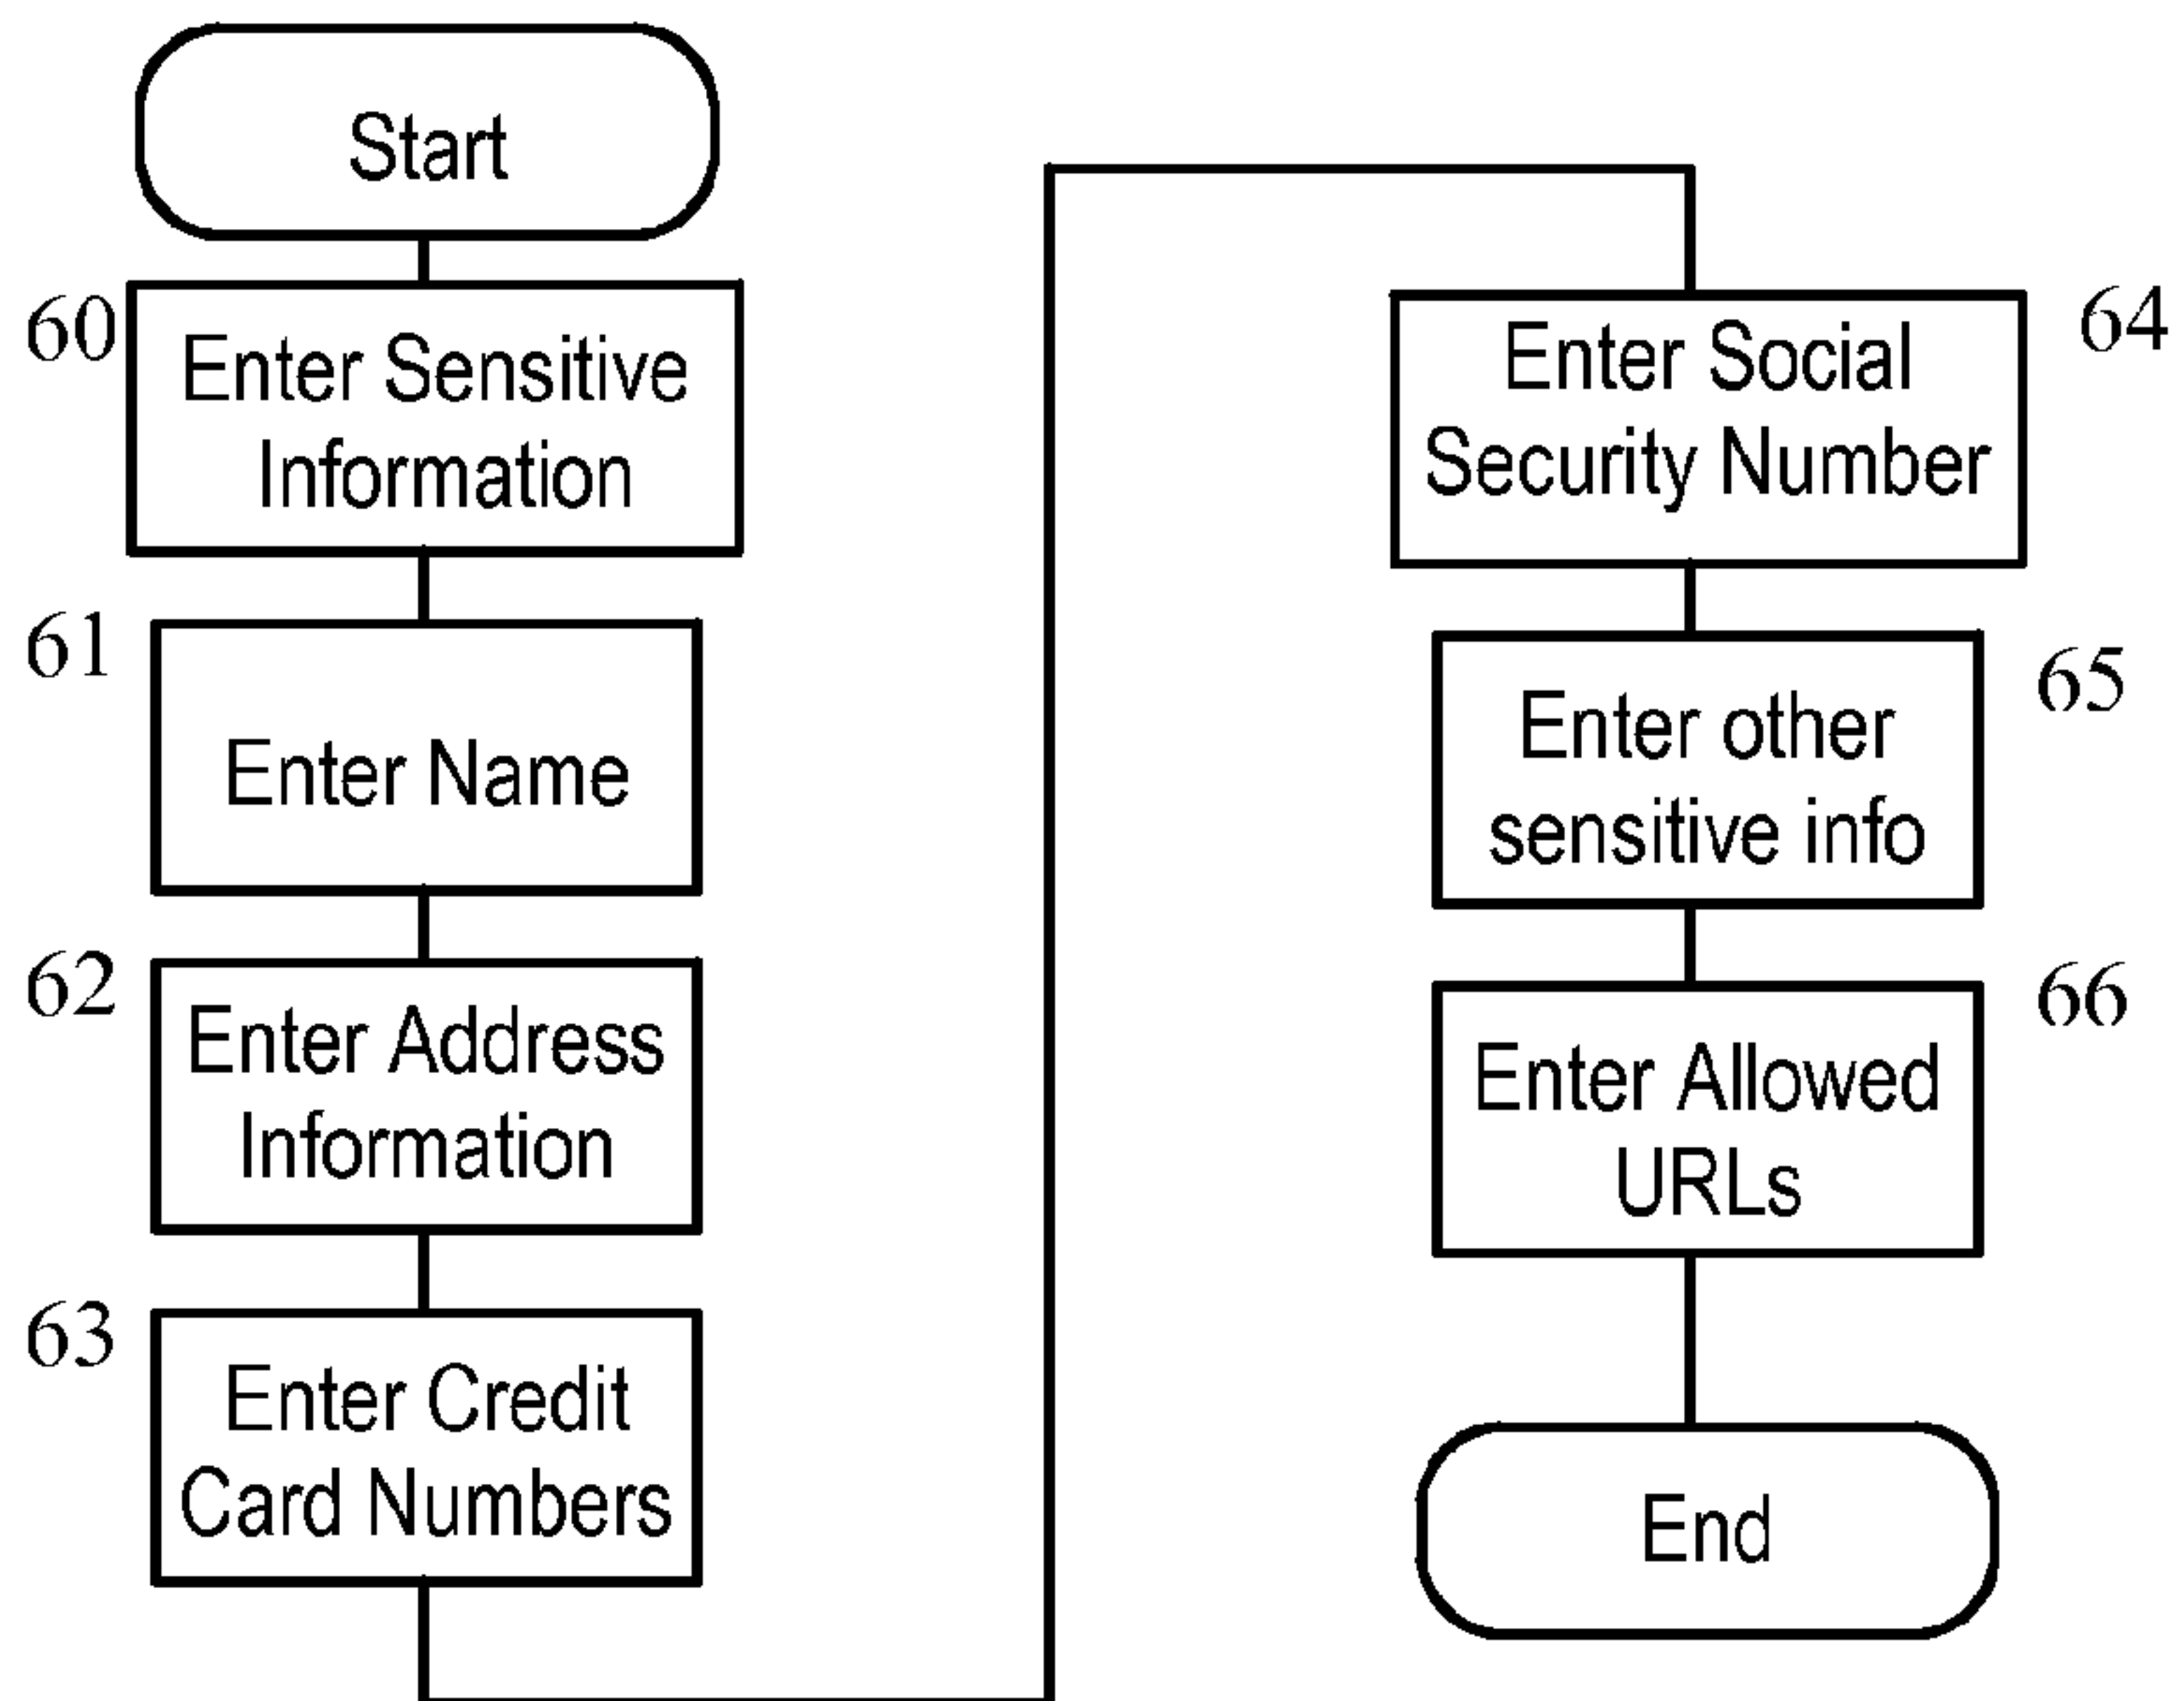 Start
60
Enter Sensitive
Information
61
Enter Name
62
Enter Address
Information
63
Enter Credit
Card Numbers
64
Enter Social
Security Number
65
Enter other
sensitive info
66
Enter Allowed
URLs
End